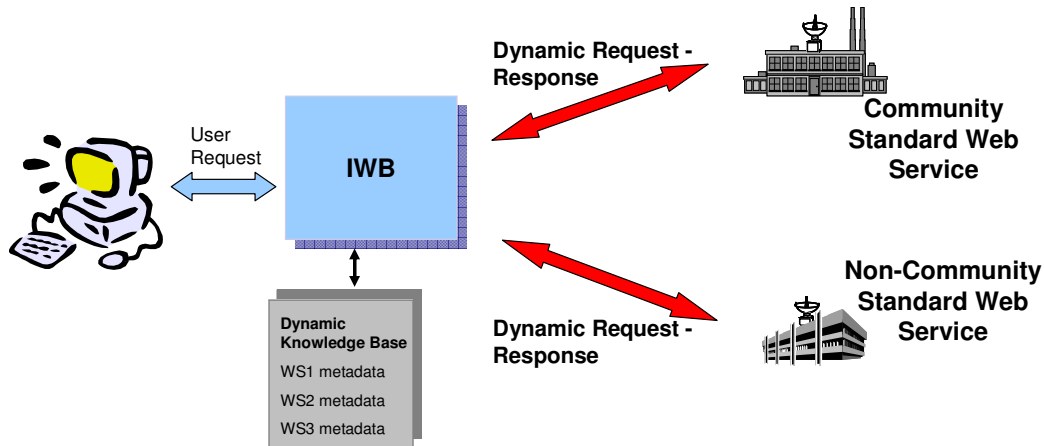 User
Request
IWB
Dynamic
Knowledge Base
WS1 metadata
WS2 metadata
WS3 metadata
Dynamic Request -
Response
Community
Standard Web
Service
Dynamic Request -
Response
Non-Community
Standard Web
Service